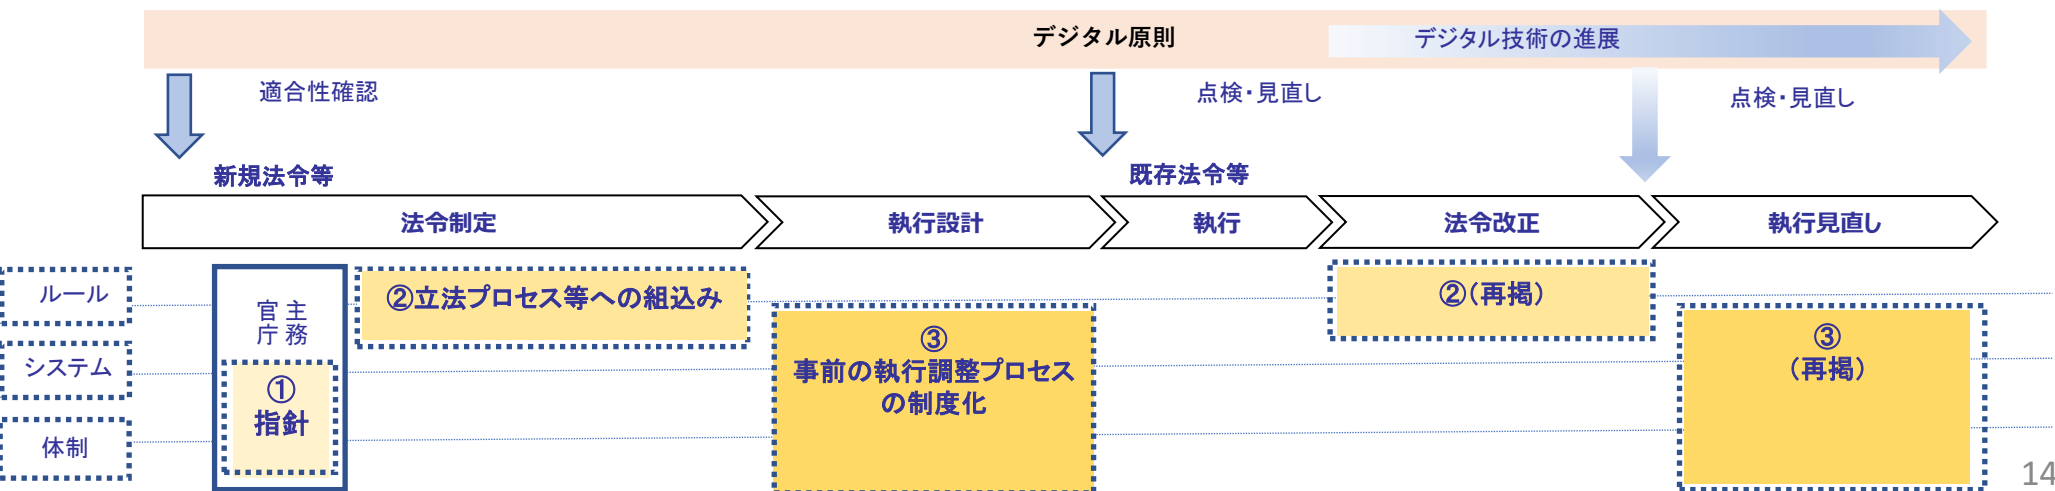 デジタル原則
デジタル技術の進展
適合性確認
点検・見直し
点検・見直し
新規法令等
既存法令等
法令制定
執行設計
執行
法令改正
執行見直し
ルール
システム
体制
主務
官庁
①
指針
②立法プロセス等への組込み
③
事前の執行調整プロセス
の制度化
②(再掲)
③
(再掲)
14